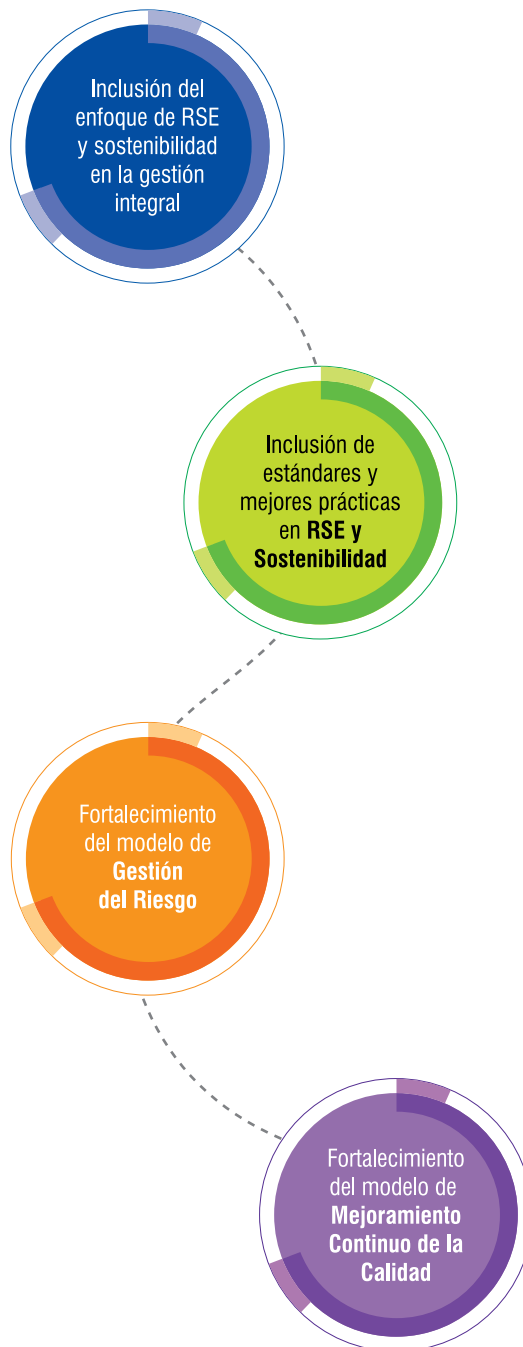 Inclusión del
enfoque de RSE
y sostenibilidad
en la gestión
integral
Inclusión de
estándares y
mejores prácticas
en RSE y
Sostenibilidad
Fortalecimiento
del modelo de
Gestión
del Riesgo
Fortalecimiento
del modelo de
Mejoramiento
Continuo de la
Calidad